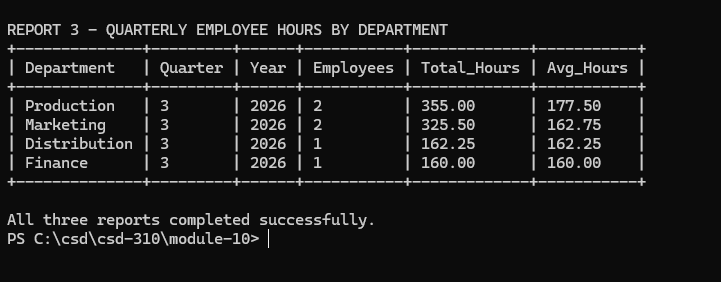 REPORT 3 - QUARTERLY EMPLOYEE HOURS BY DEPARTMENT
+--------------+---------+------+-----------+-------------+-----------+
| Department   | Quarter | Year | Employees | Total_Hours | Avg_Hours |
+--------------+---------+------+-----------+-------------+-----------+
| Production   | 3       | 2026 | 2         | 355.00      | 177.50    |
| Marketing    | 3       | 2026 | 2         | 325.50      | 162.75    |
| Distribution | 3       | 2026 | 1         | 162.25      | 162.25    |
| Finance      | 3       | 2026 | 1         | 160.00      | 160.00    |
+--------------+---------+------+-----------+-------------+-----------+
All three reports completed successfully.
PS C:\csd\csd-310\module-10>